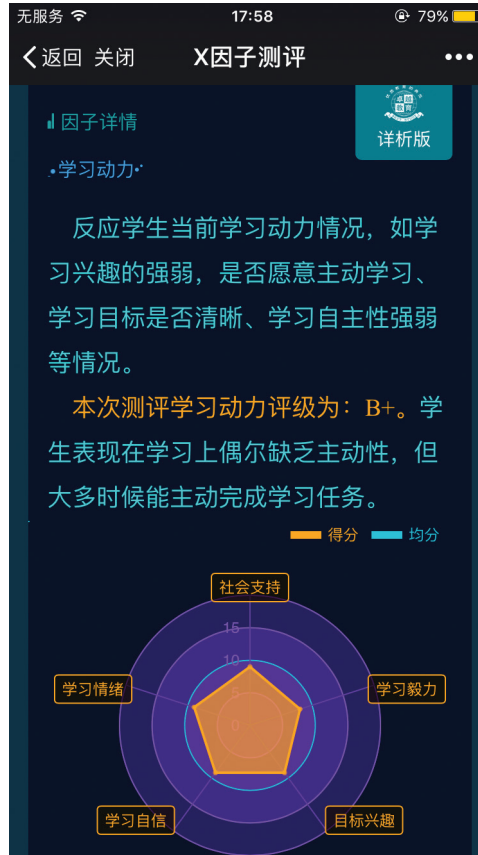 无服务 17:58 79%
返回 关闭 X因子测评
因子详情
卓越教育
详析版
学习动力
反应学生当前学习动力情况，如学
习兴趣的强弱，是否愿意主动学习、
学习目标是否清晰、学习自主性强弱
等情况。
本次测评学习动力评级为：B+。学
生表现在学习上偶尔缺乏主动性，但
大多时候能主动完成学习任务。
得分 均分
社会支持
15
10
学习情绪
学习毅力
5
0
学习自信
目标兴趣